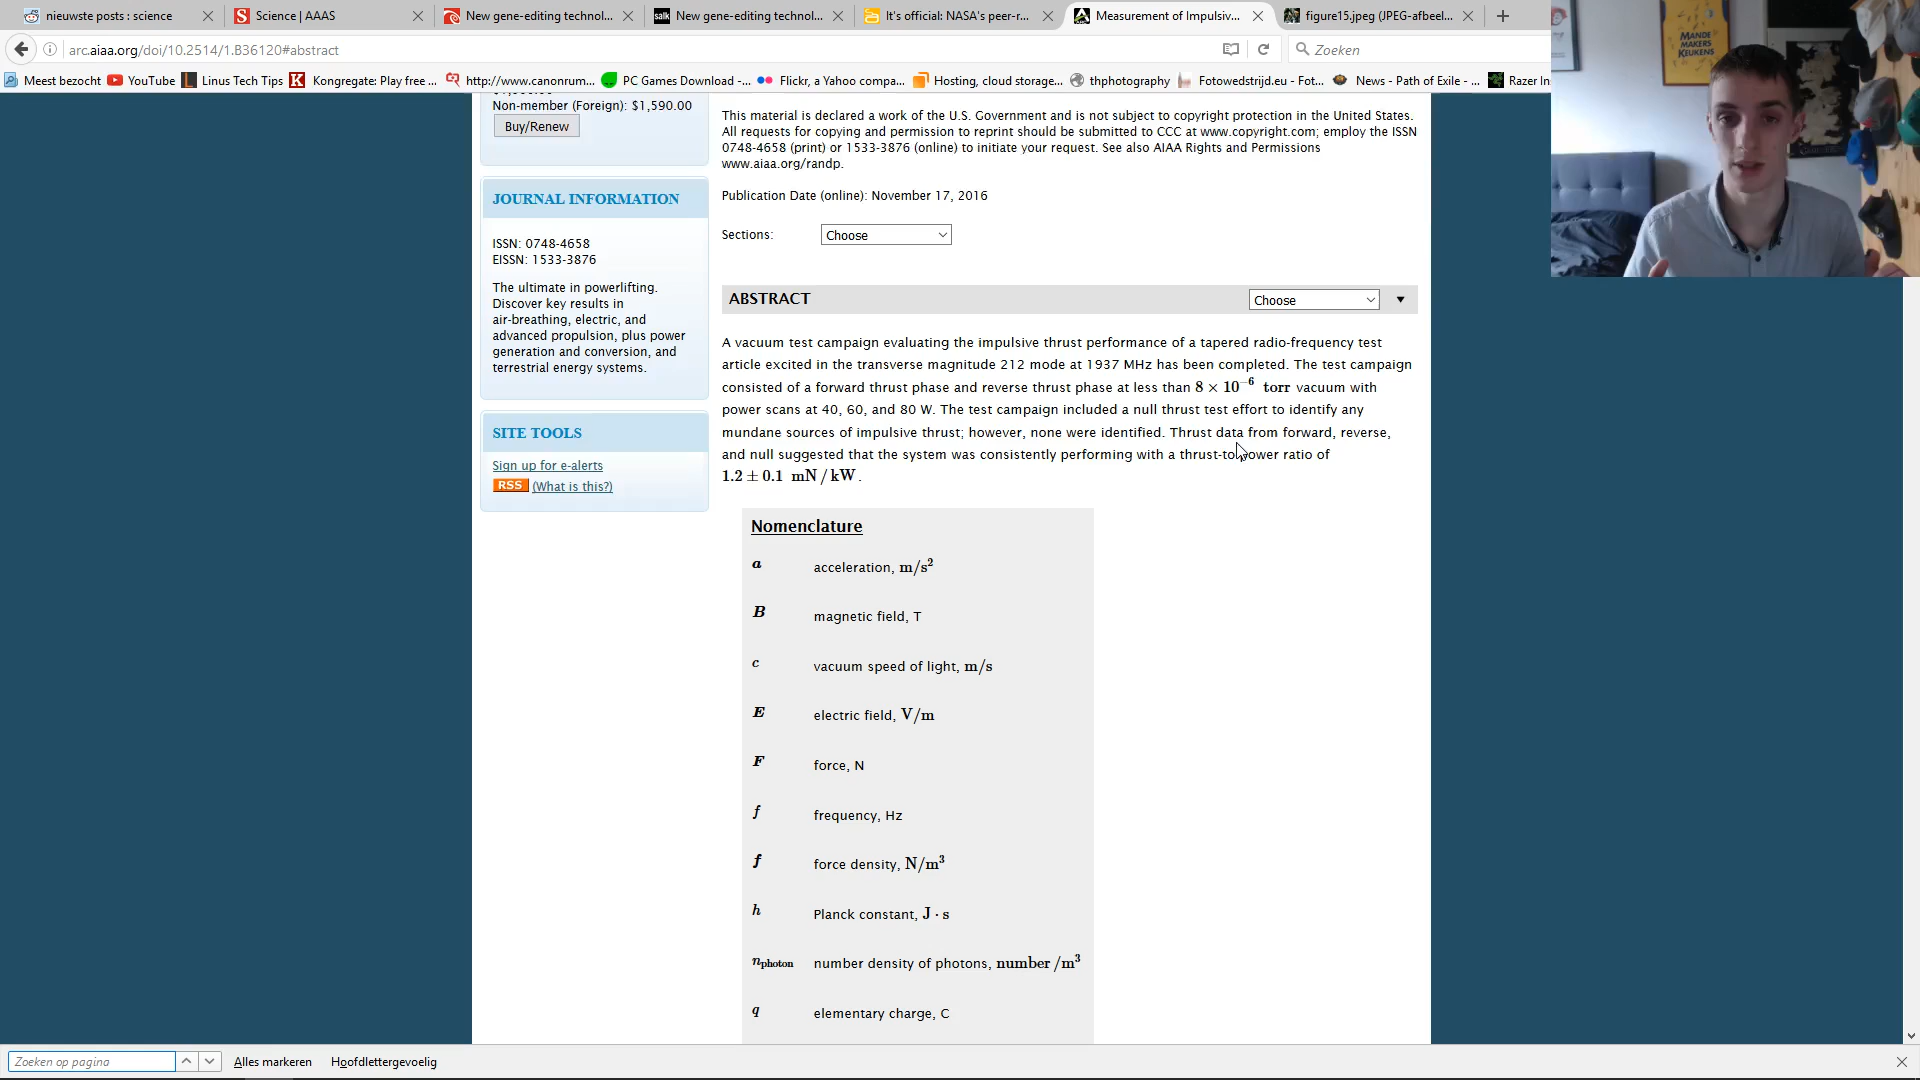 nieuwste posts : science
Science | AAAS
New gene-editing technol...
salk New gene-editing technol...
It's official: NASA's peer-r...
Measurement of Impulsiv...
figure15.jpeg (JPEG-afbeel...
arc.aiaa.org/doi/10.2514/1.B36120#abstract
Zoeken
Meest bezocht
YouTube
Linus Tech Tips
Kongregate: Play free ...
http://www.canonrum...
PC Games Download -...
Flickr, a Yahoo compa...
Hosting, cloud storage...
thphotography
Fotowedstrijd.eu - Fot...
News - Path of Exile - ...
Razer In
MANDE
MAKERS
KEUKENS
Non-member (Foreign): $1,590.00
Buy/Renew
JOURNAL INFORMATION
ISSN: 0748-4658
EISSN: 1533-3876
The ultimate in powerlifting.
Discover key results in
air-breathing, electric, and
advanced propulsion, plus power
generation and conversion, and
terrestrial energy systems.
SITE TOOLS
Sign up for e-alerts
RSS (What is this?)
This material is declared a work of the U.S. Government and is not subject to copyright protection in the United States.
All requests for copying and permission to reprint should be submitted to CCC at www.copyright.com; employ the ISSN
0748-4658 (print) or 1533-3876 (online) to initiate your request. See also AIAA Rights and Permissions
www.aiaa.org/randp.
Publication Date (online): November 17, 2016
Sections: Choose
ABSTRACT Choose
A vacuum test campaign evaluating the impulsive thrust performance of a tapered radio-frequency test
article excited in the transverse magnitude 212 mode at 1937 MHz has been completed. The test campaign
consisted of a forward thrust phase and reverse thrust phase at less than 8 × 10⁻⁶ torr vacuum with
power scans at 40, 60, and 80 W. The test campaign included a null thrust test effort to identify any
mundane sources of impulsive thrust; however, none were identified. Thrust data from forward, reverse,
and null suggested that the system was consistently performing with a thrust-to-power ratio of
1.2 ± 0.1 mN / kW.
Nomenclature
a acceleration, m/s²
B magnetic field, T
c vacuum speed of light, m/s
E electric field, V/m
F force, N
f frequency, Hz
f force density, N/m³
h Planck constant, J · s
nphoton number density of photons, number /m³
q elementary charge, C
Zoeken op pagina
Alles markeren
Hoofdlettergevoelig